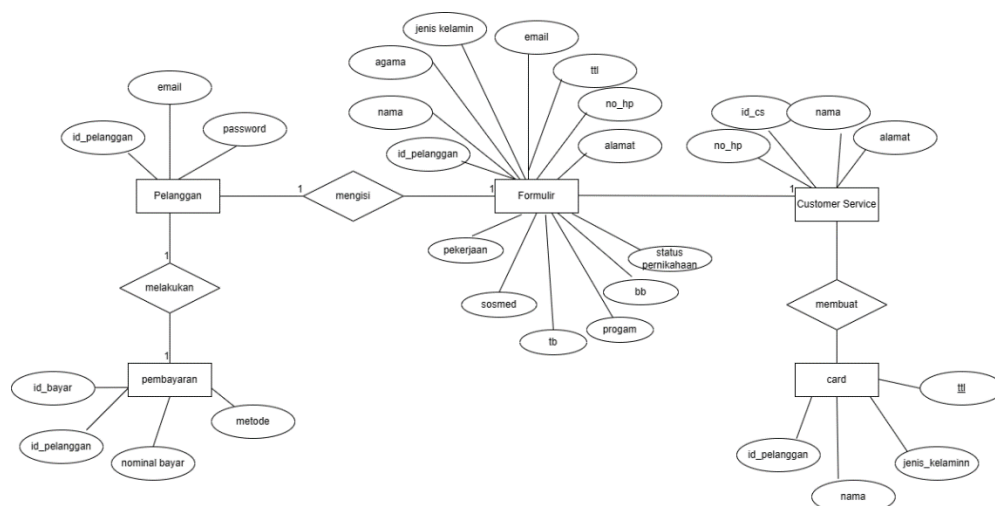 jenis kelamin
email
agama
ttl
email
nama
no_hp
id_cs
nama
id_pelanggan
password
id_pelanggan
alamat
no_hp
alamat
Pelanggan
1
mengisi
1
Formulir
1
1
Customer Service
1
pekerjaan
status
pernikahaan
melakukan
sosmed
bb
membuat
tb
progam
1
pembayaran
id_bayar
metode
id_pelanggan
nominal bayar
card
ttl
id_pelanggan
jenis_kelaminn
nama